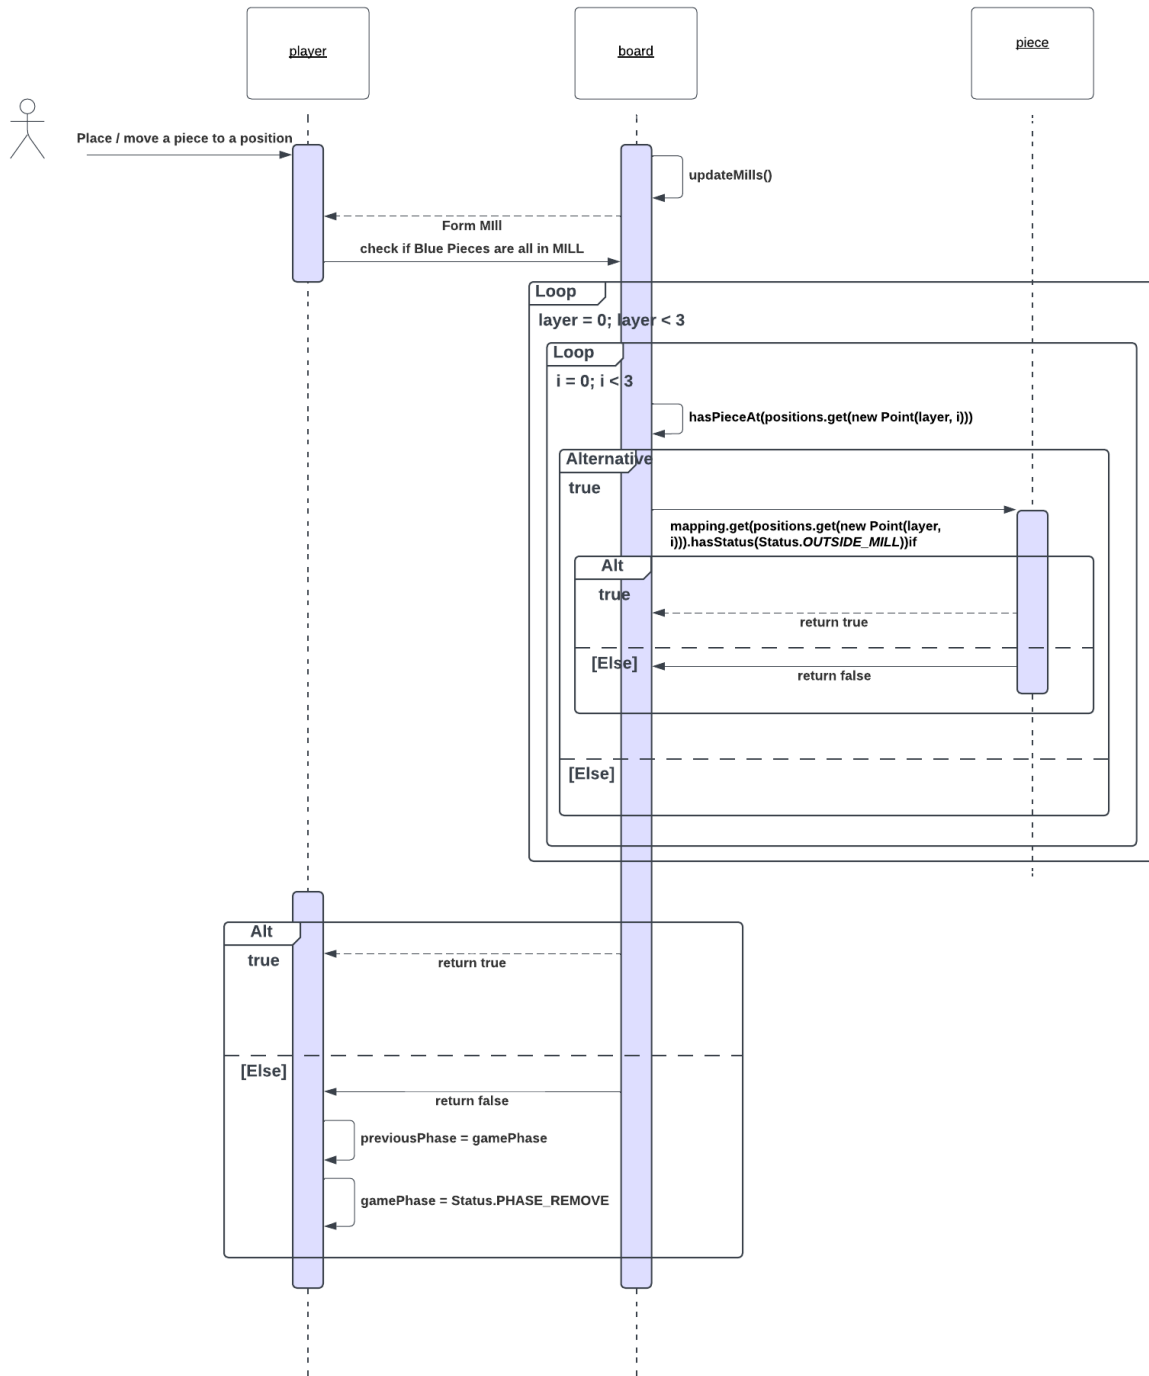 player
board
piece
Place / move a piece to a position
updateMills()
Form MIll
check if Blue Pieces are all in MILL
Loop
layer = 0; layer < 3
Loop
i = 0; i < 3
hasPieceAt(positions.get(new Point(layer, i)))
Alternative
true
mapping.get(positions.get(new Point(layer,
i))).hasStatus(Status.OUTSIDE_MILL))if
Alt
true
return true
[Else]
return false
[Else]
Alt
true
return true
[Else]
return false
previousPhase = gamePhase
gamePhase = Status.PHASE_REMOVE